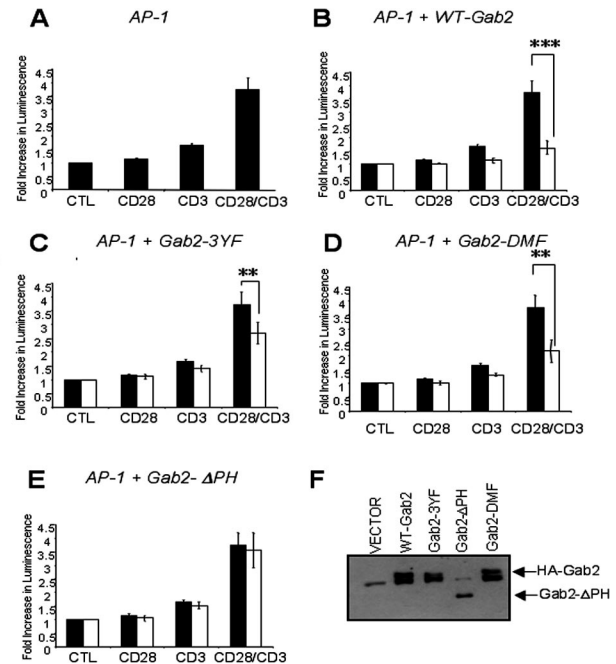 A
AP-1
Fold Increase in Luminescence
4.5
4
3.5
3
2.5
2
1.5
1
0.5
CTL CD28 CD3 CD28/CD3
B
AP-1 + WT-Gab2
***
Fold Increase in Luminescence
4.5
4
3.5
3
2.5
2
1.5
1
0.5
CTL CD28 CD3 CD28/CD3
C
AP-1 + Gab2-3YF
**
Fold Increase in Luminescence
4.5
4
3.5
3
2.5
2
1.5
1
0.5
CTL CD28 CD3 CD28/CD3
D
AP-1 + Gab2-DMF
**
Fold Increase in Luminescence
4.5
4
3.5
3
2.5
2
1.5
1
0.5
CTL CD28 CD3 CD28/CD3
E
AP-1 + Gab2- ΔPH
Fold Increase in Luminescence
4.5
4
3.5
3
2.5
2
1.5
1
0.5
CTL CD28 CD3 CD28/CD3
F
VECTOR
WT-Gab2
Gab2-3YF
Gab2-ΔPH
Gab2-DMF
HA-Gab2
Gab2-ΔPH